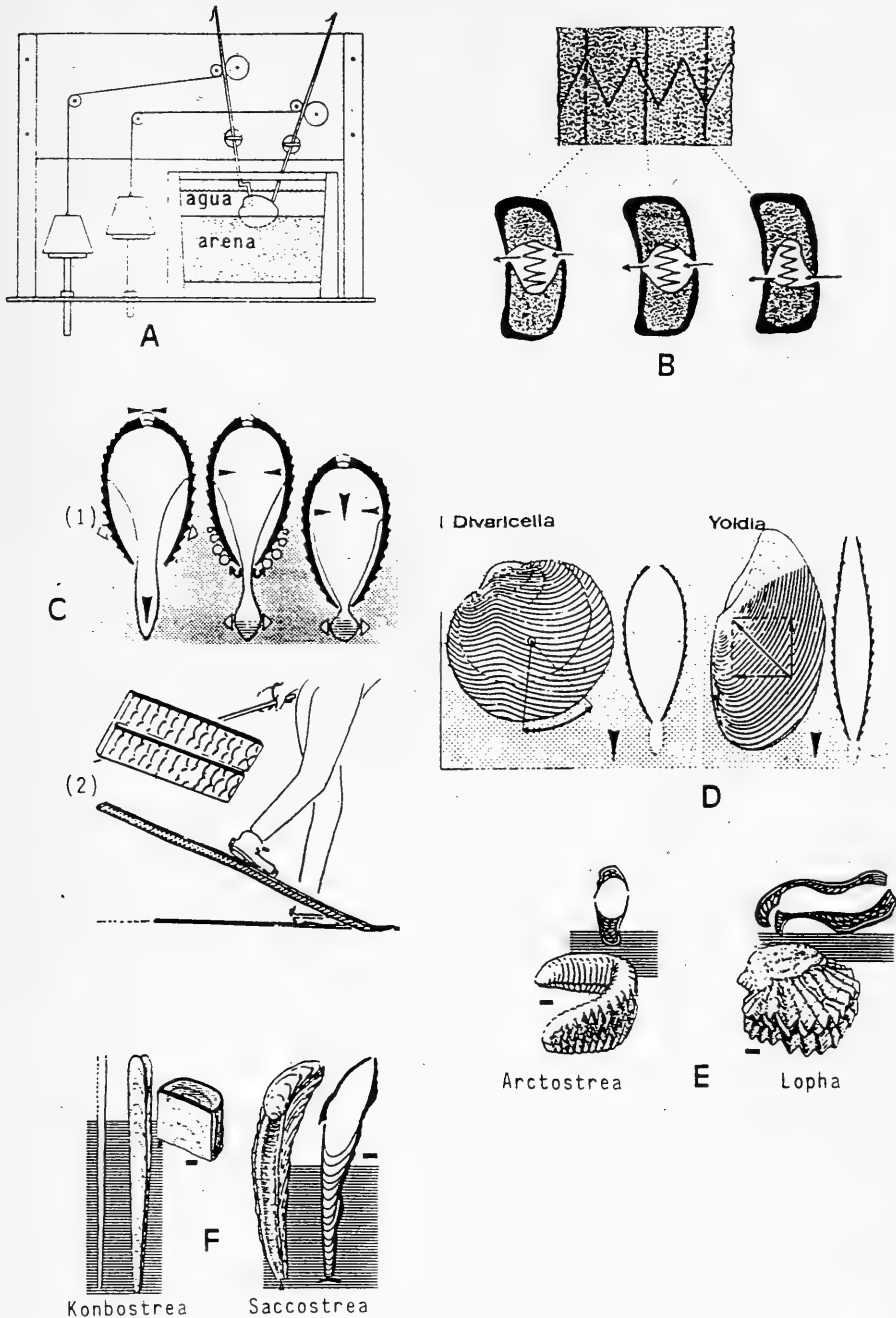 agua
arena
A
B
(1)
C
(2)
I Divaricella
Yoldia
D
Arctostrea
E
Lopha
F
Konbostrea
Saccostrea